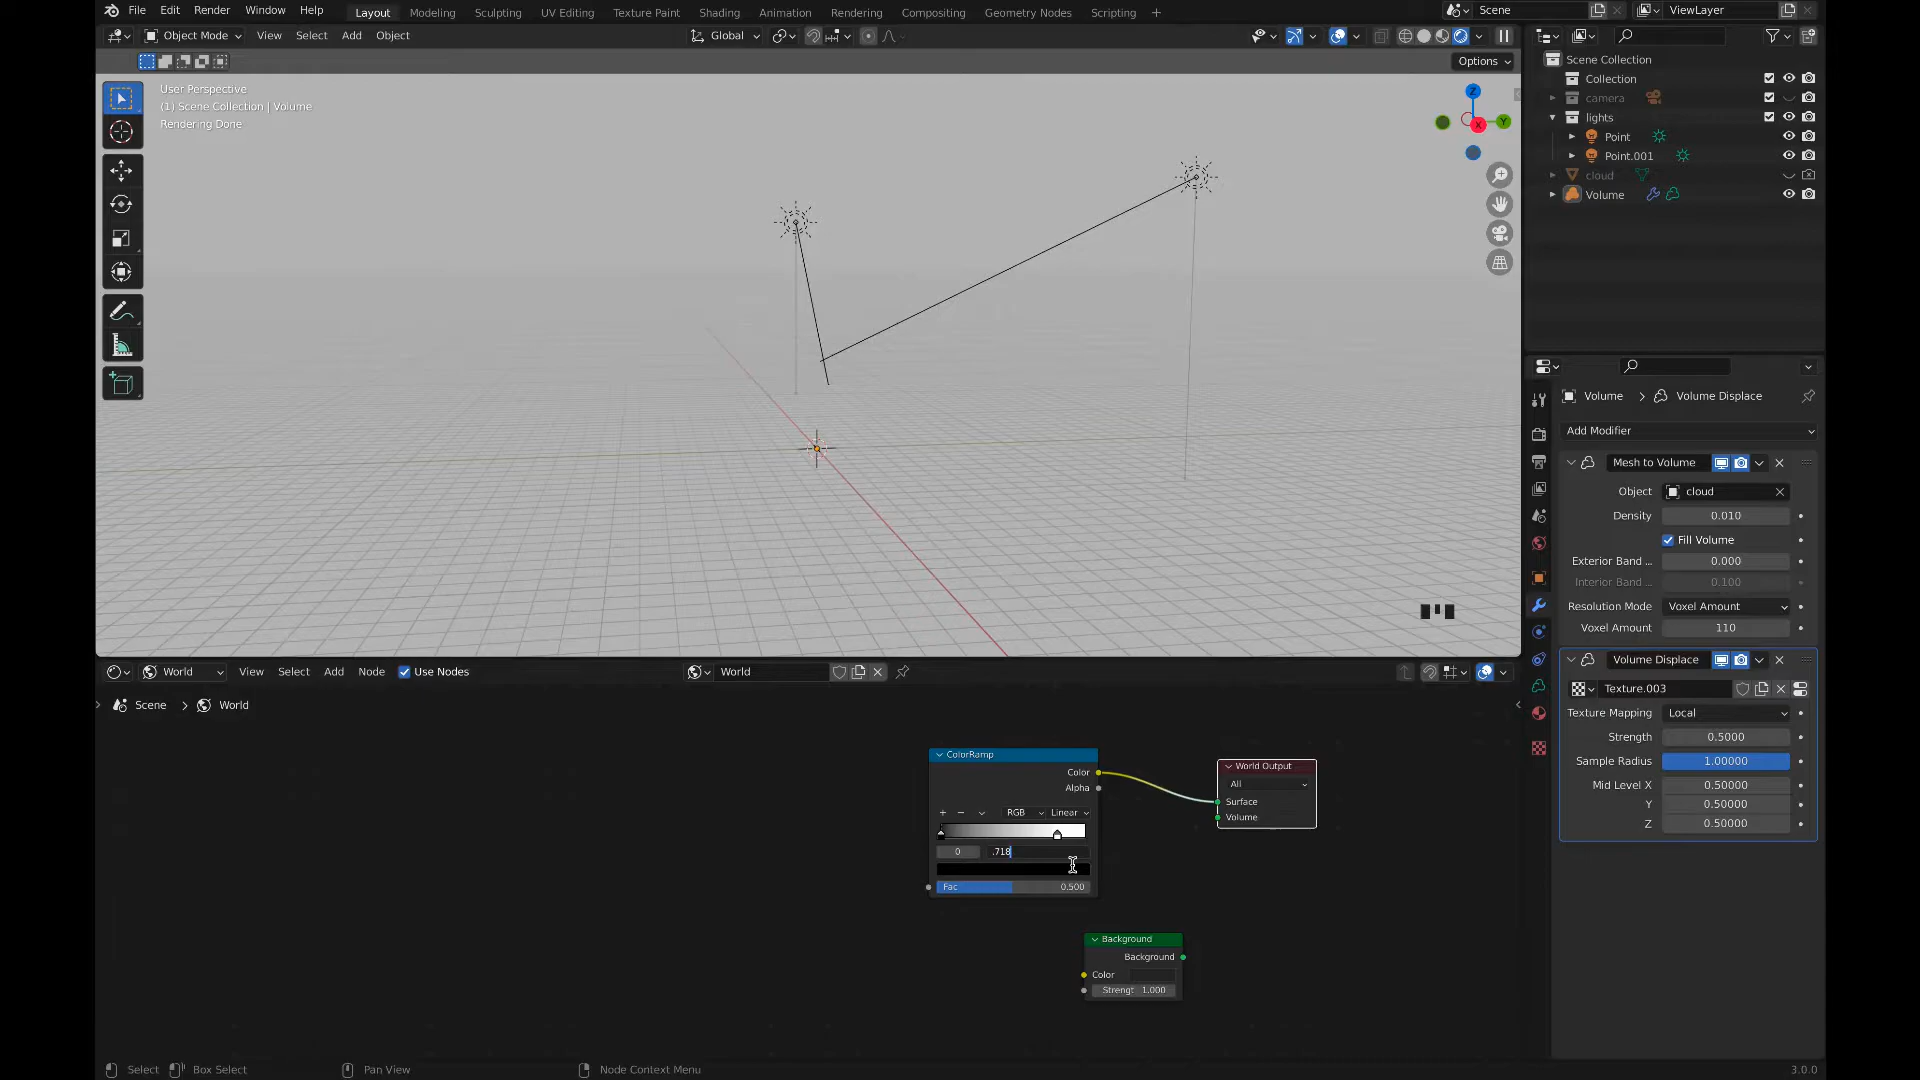 File Edit Render Window Help Layout Modeling Sculpting UV Editing Texture Paint Shading Animation Rendering Compositing Geometry Nodes Scripting + Scene ViewLayer
Object Mode View Select Add Object Global
Options
User Perspective
(1) Scene Collection | Volume
Rendering Done
Z
Y
X
Scene Collection
Collection
camera
lights
Point
Point.001
cloud
Volume
Volume > Volume Displace
Add Modifier
Mesh to Volume
Object cloud
Density 0.010
Fill Volume
Exterior Band ... 0.000
Interior Band ... 0.100
Resolution Mode Voxel Amount
Voxel Amount 110
Volume Displace
Texture.003
Texture Mapping Local
Strength 0.5000
Sample Radius 1.00000
Mid Level X 0.50000
Y 0.50000
Z 0.50000
World View Select Add Node Use Nodes World
Scene > World
ColorRamp
Color
Alpha
+ − RGB Linear
0 .718
Fac 0.500
World Output
All
Surface
Volume
Background
Background
Color
Strengt 1.000
Select Box Select Pan View Node Context Menu 3.0.0